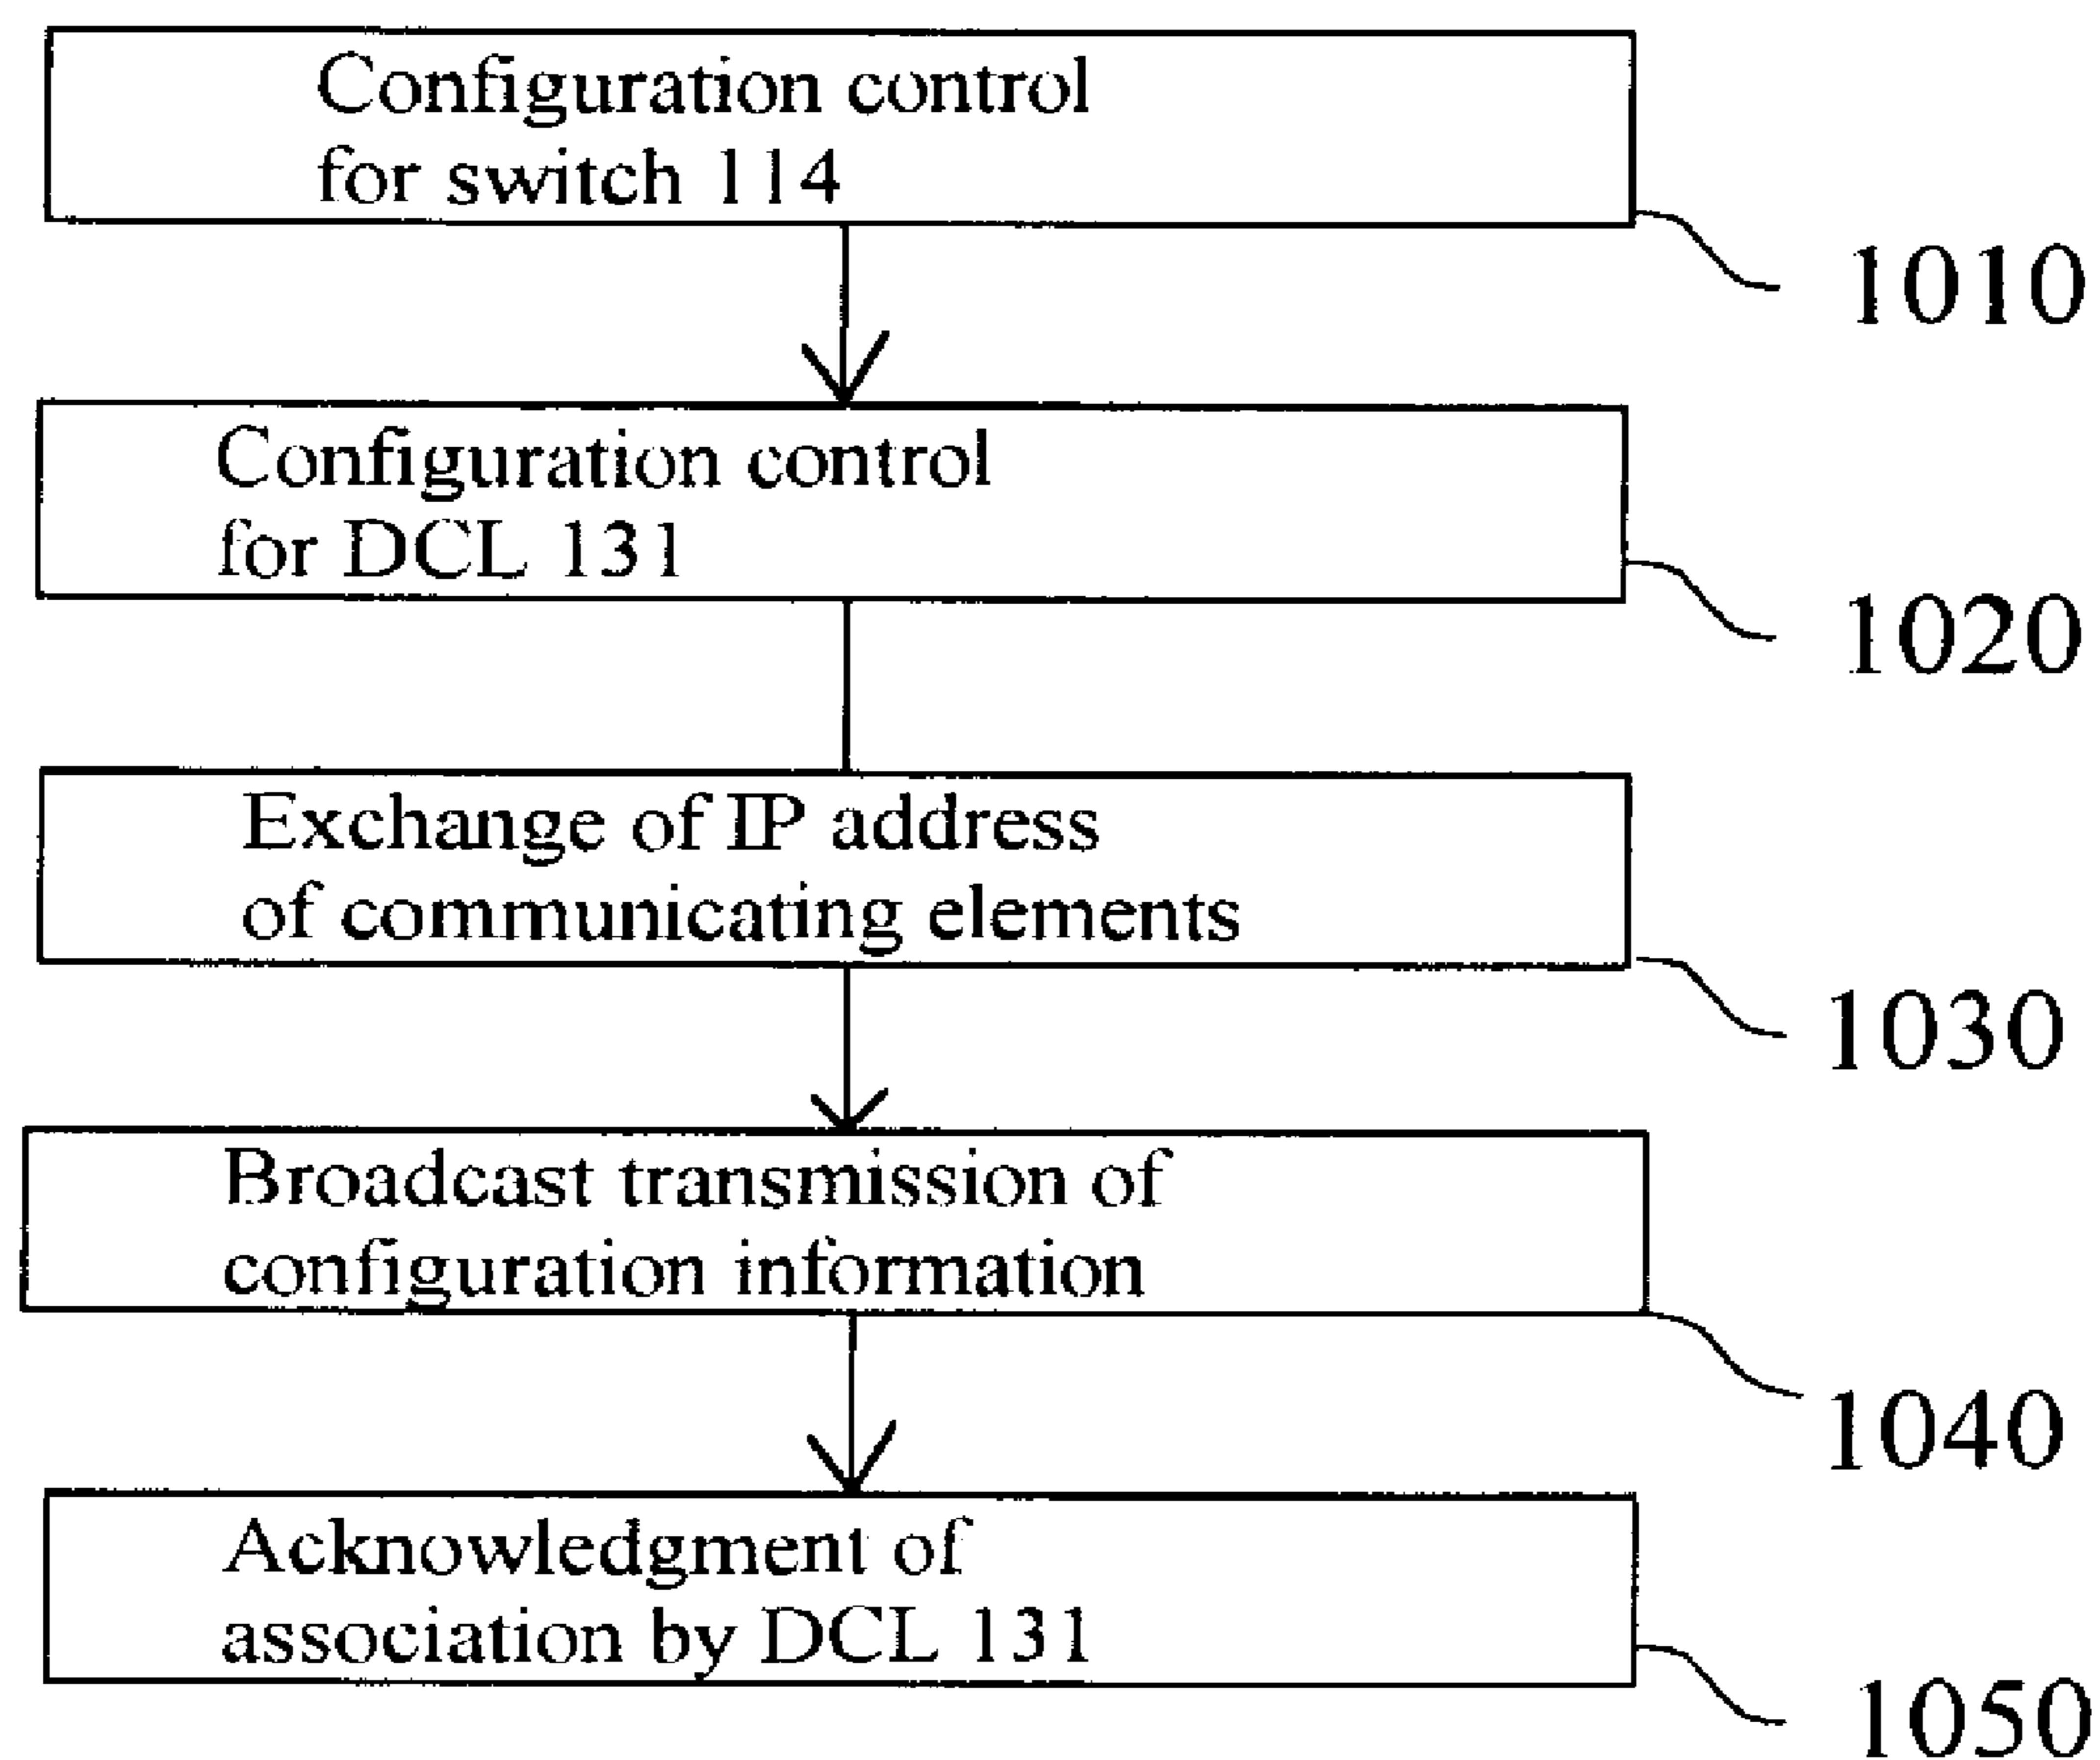 Configuration control
for switch 114
1010
Configuration control
for DCL 131
1020
Exchange of IP address
of communicating elements
1030
Broadcast transmission of
configuration information
1040
Acknowledgment of
association by DCL 131
1050